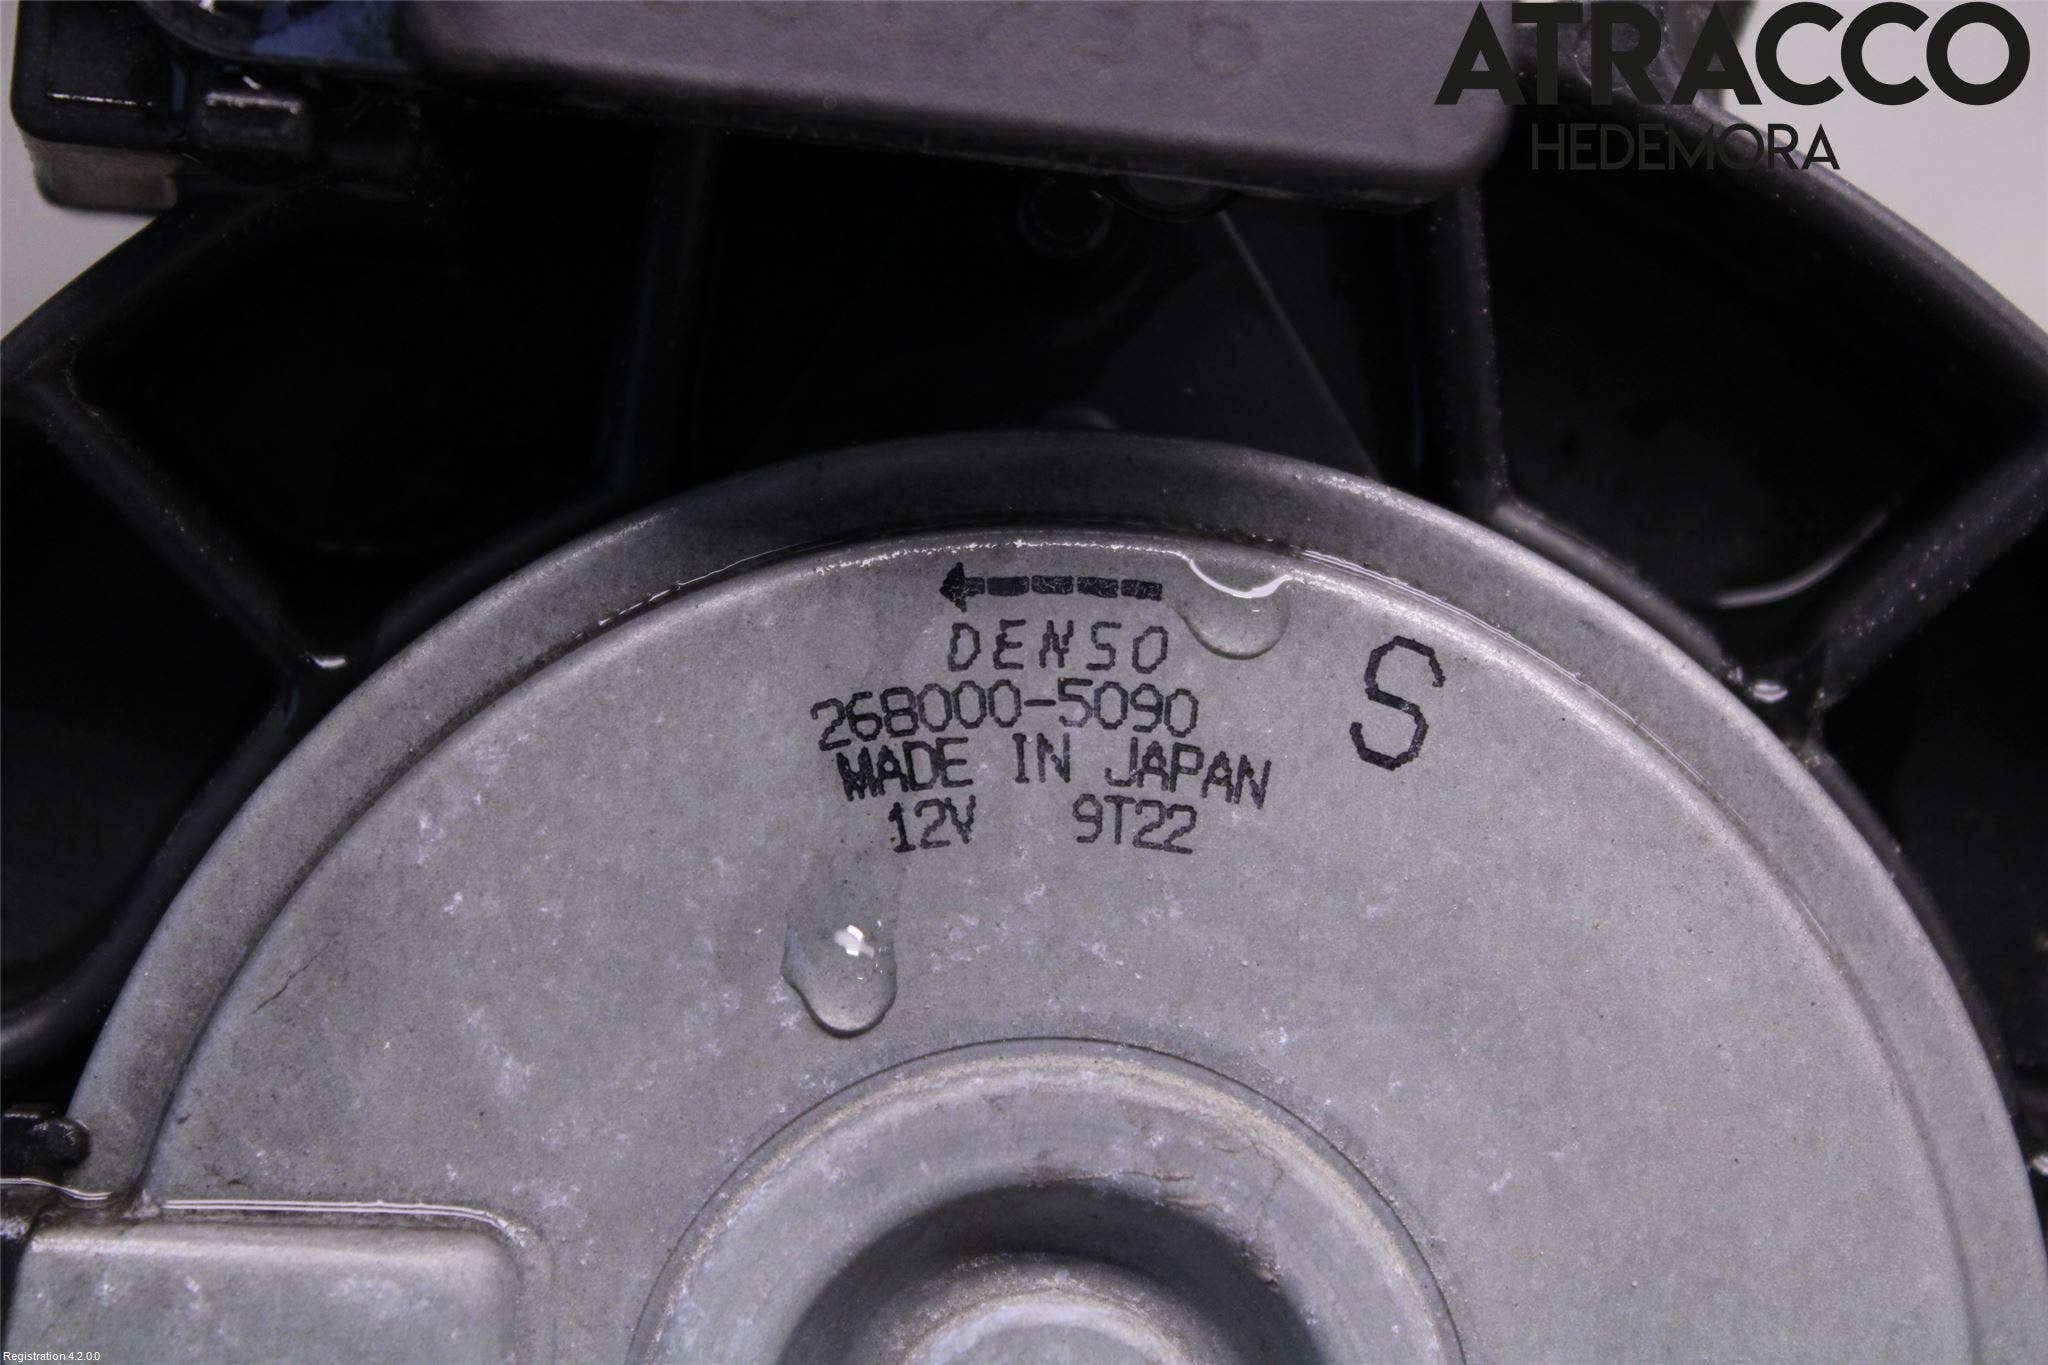 ATRACCO
HEDEMORA
DENSO
268000-5090
S
MADE IN JAPAN
12V 9T22
Registration 4.2.0.0